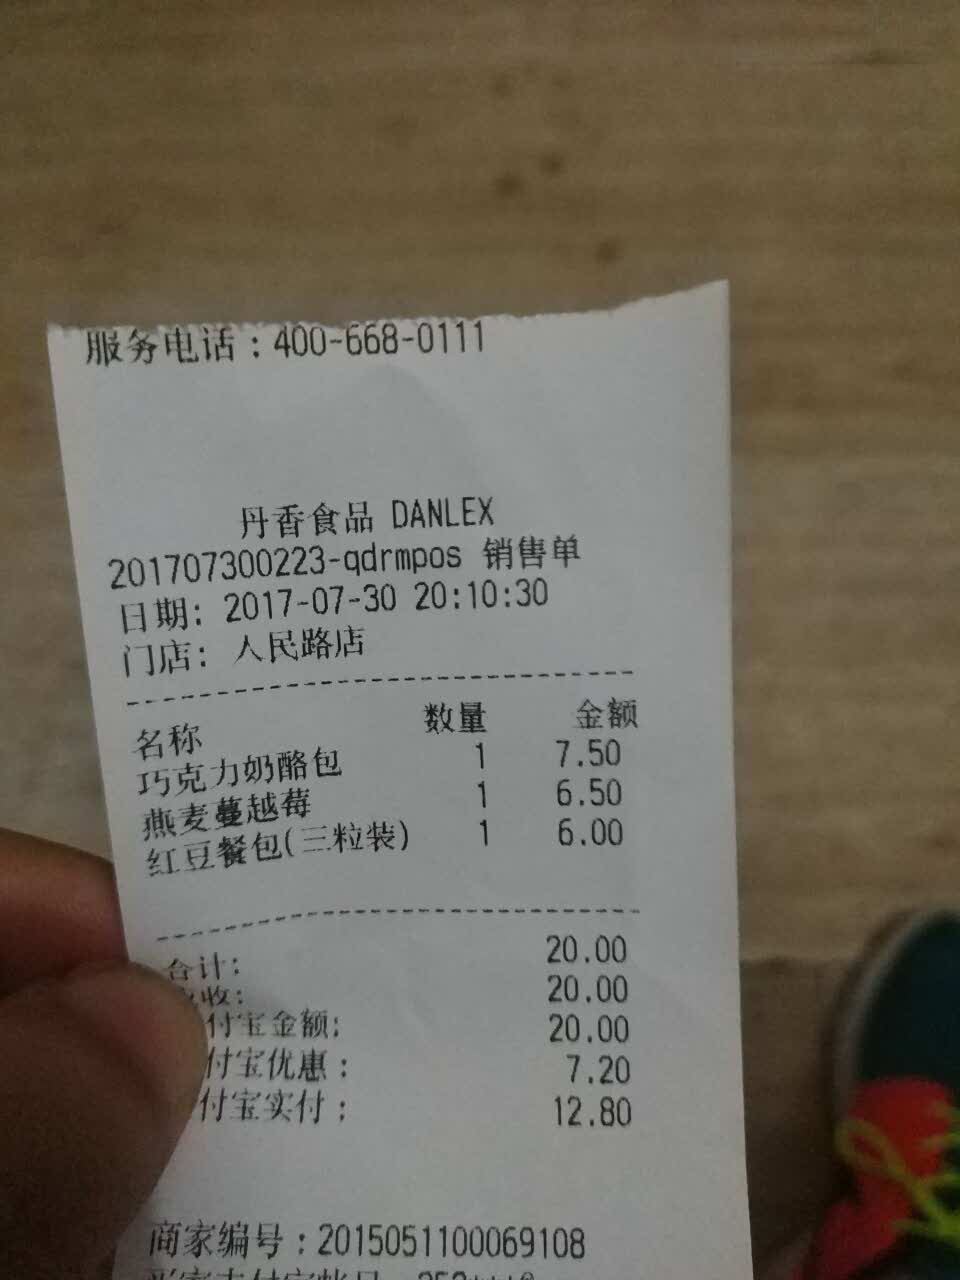 服务电话：400-668-0111
丹香食品 DANLEX
201707300223-qdrmpos 销售单
日期: 2017-07-30 20:10:30
门店: 人民路店
名称 数量 金额
巧克力奶酪包 1 7.50
燕麦蔓越莓 1 6.50
红豆餐包(三粒装) 1 6.00
合计: 20.00
收: 20.00
付宝金额: 20.00
付宝优惠： 7.20
付宝实付； 12.80
商家编号：2015051100069108